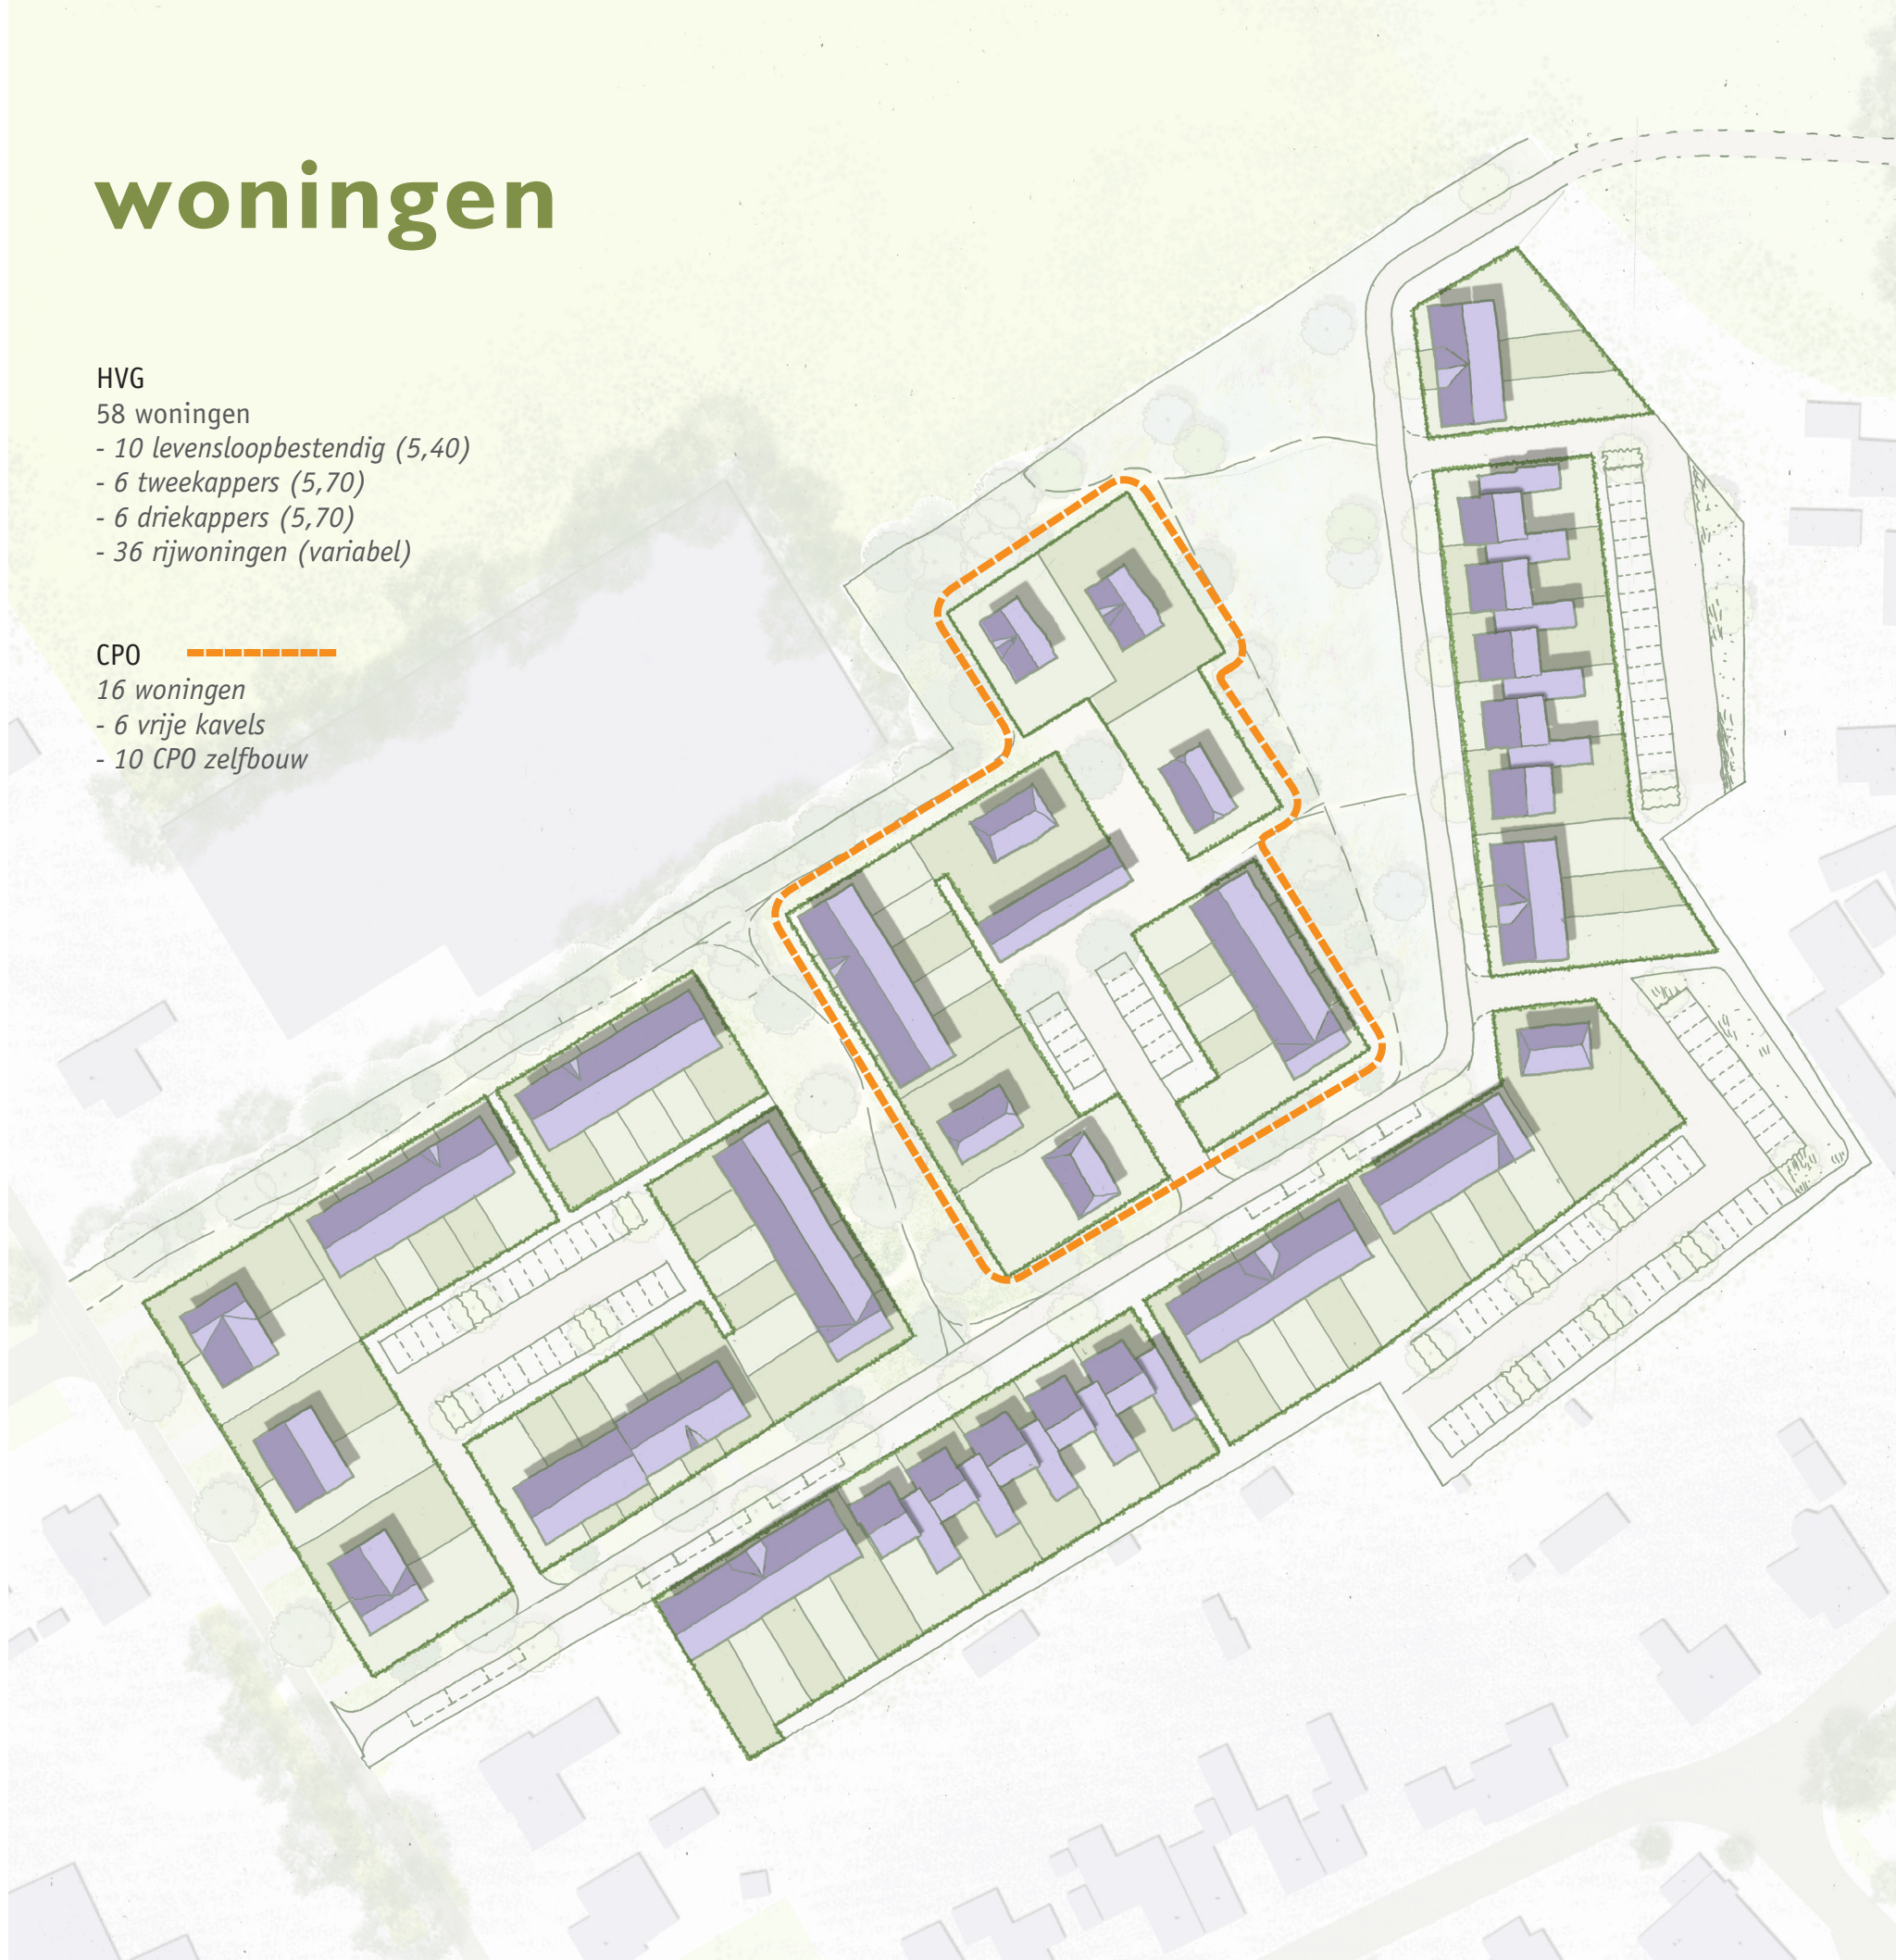 woningen
HVG
58 woningen
- 10 levensloopbestendig (5,40)
- 6 tweekappers (5,70)
- 6 driekappers (5,70)
- 36 rijwoningen (variabel)
CPO
16 woningen
- 6 vrije kavels
- 10 CPO zelfbouw